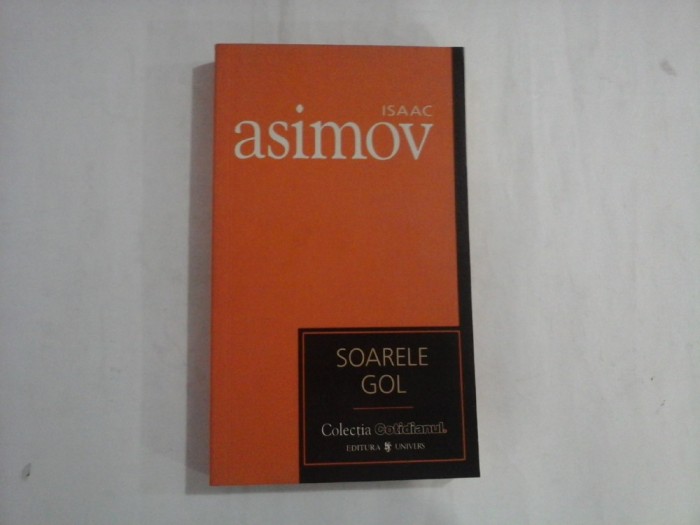 ISAAC
asimov
SOARELE
GOL
Colecția Cotidianul.
EDITURA UNIVERS